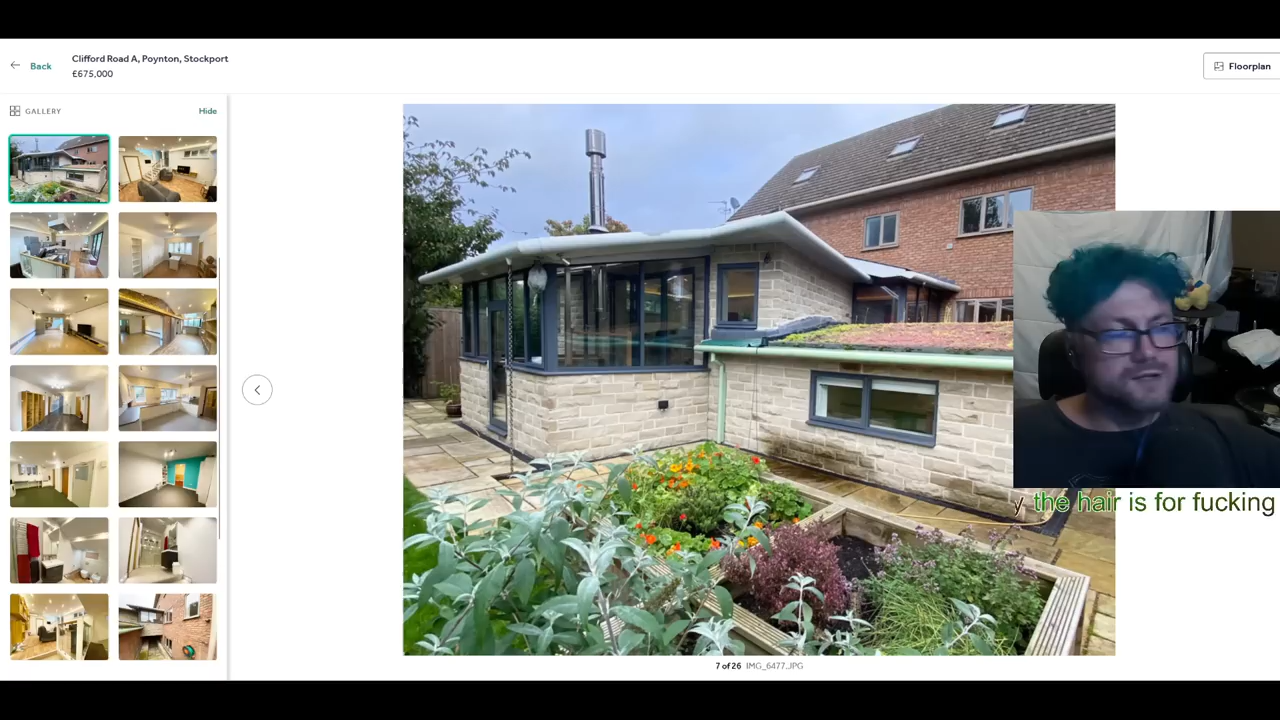 Back
Clifford Road A, Poynton, Stockport
£675,000
Floorplan
GALLERY
Hide
y the hair is for fucking
7 of 26 IMG_6477.JPG